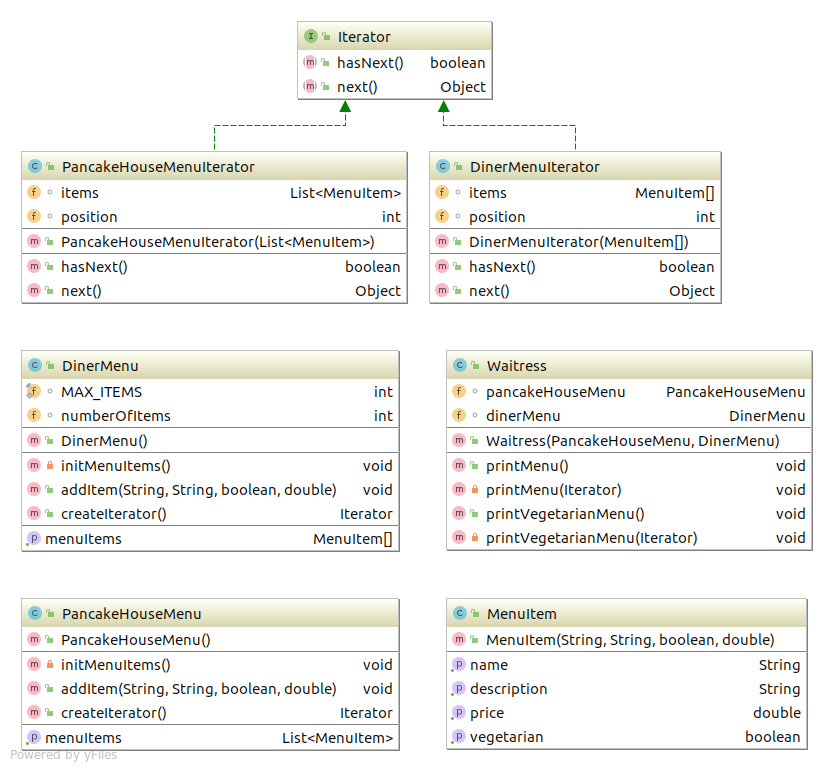 Iterator
hasNext() boolean
next() Object
PancakeHouseMenuIterator
items List<MenuItem>
position int
PancakeHouseMenuIterator(List<MenuItem>)
hasNext() boolean
next() Object
DinerMenuIterator
items MenuItem[]
position int
DinerMenuIterator(MenuItem[])
hasNext() boolean
next() Object
DinerMenu
MAX_ITEMS int
numberOfItems int
DinerMenu()
initMenuItems() void
addItem(String, String, boolean, double) void
createIterator() Iterator
menuItems MenuItem[]
Waitress
pancakeHouseMenu PancakeHouseMenu
dinerMenu DinerMenu
Waitress(PancakeHouseMenu, DinerMenu)
printMenu() void
printMenu(Iterator) void
printVegetarianMenu() void
printVegetarianMenu(Iterator) void
PancakeHouseMenu
PancakeHouseMenu()
initMenuItems() void
addItem(String, String, boolean, double) void
createIterator() Iterator
menuItems List<MenuItem>
MenuItem
MenuItem(String, String, boolean, double)
name String
description String
price double
vegetarian boolean
Powered by yFiles